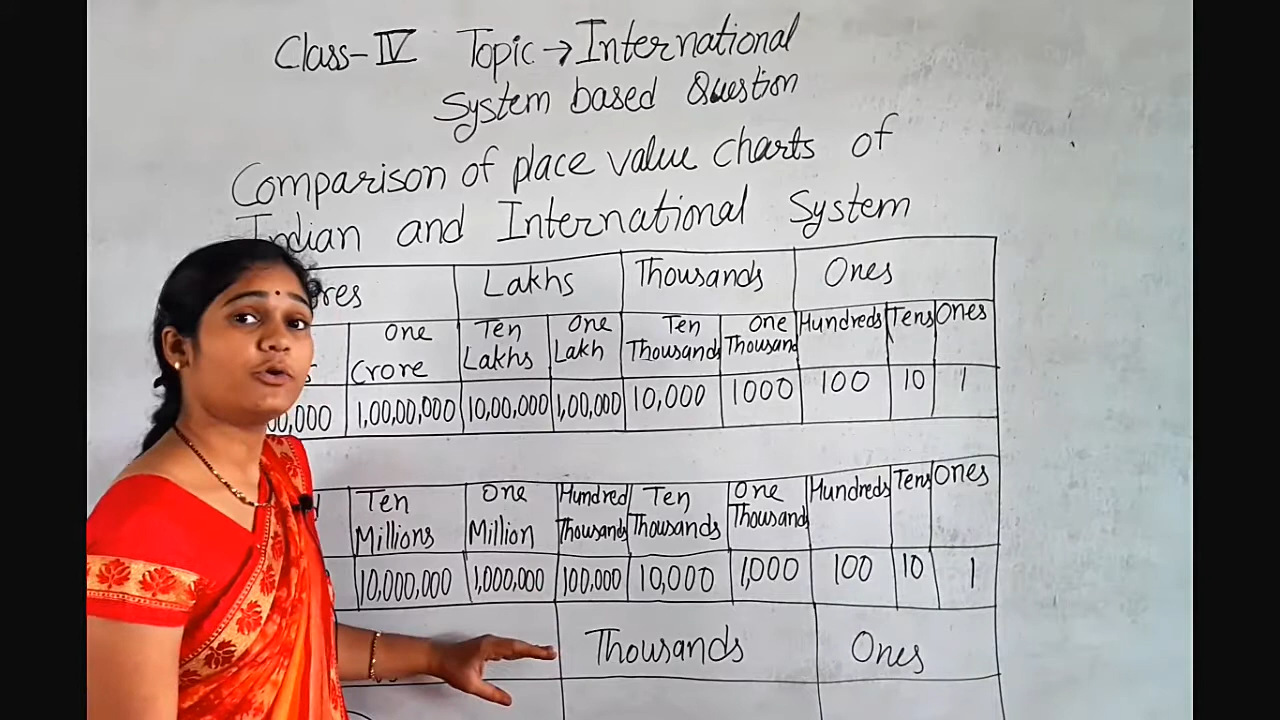 Class-IV Topic → International
System based Question
Comparison of place value charts of
Indian and International System
Lakhs Thousands Ones
One Crore Ten Lakhs One Lakh Ten Thousands One Thousand Hundreds Tens Ones
1,00,00,000 10,00,000 1,00,000 10,000 1000 100 10 1
Ten Millions One Million Hundred Thousands Ten Thousands One Thousand Hundreds Tens Ones
10,000,000 1,000,000 100,000 10,000 1,000 100 10 1
Thousands Ones